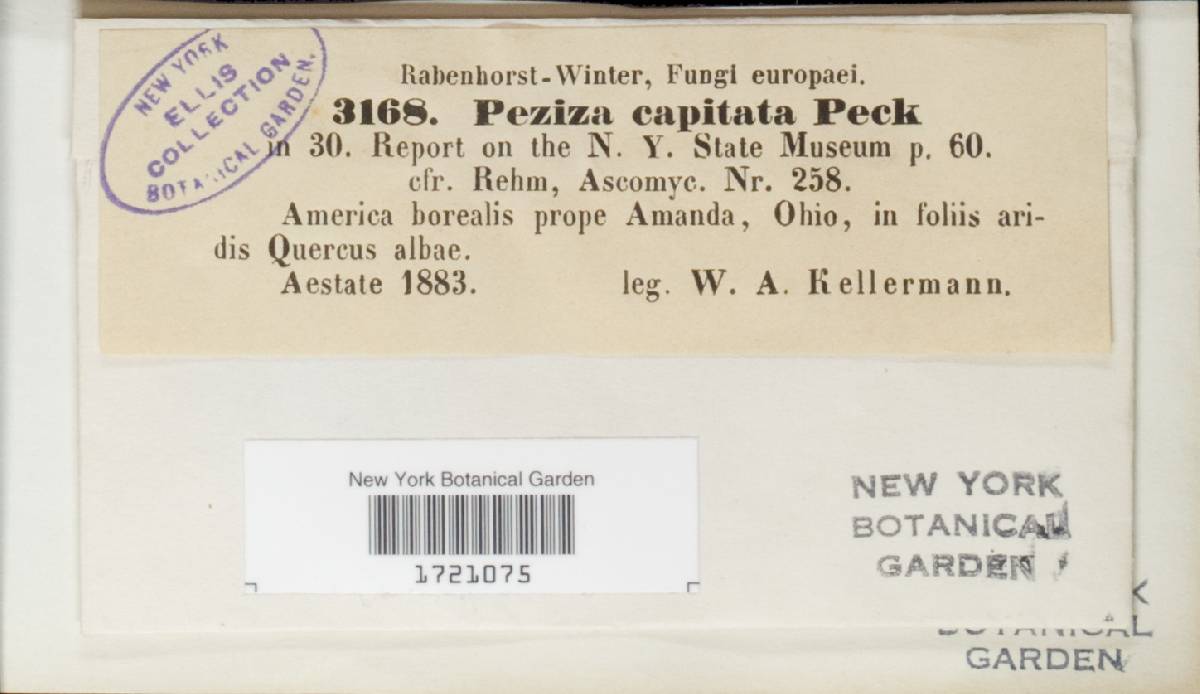 NEW YORK
ELLIS
COLLECTION
BOTANICAL GARDEN.
Rabenhorst-Winter, Fungi europaei.
3168. Peziza capitata Peck
in 30. Report on the N. Y. State Museum p. 60.
cfr. Rehm, Ascomyc. Nr. 258.
America borealis prope Amanda, Ohio, in foliis ari-
dis Quercus albae.
Aestate 1883. leg. W. A. Kellermann.
New York Botanical Garden
1721075
NEW YORK
BOTANICAL
GARDEN
K
BOTANICAL
GARDEN